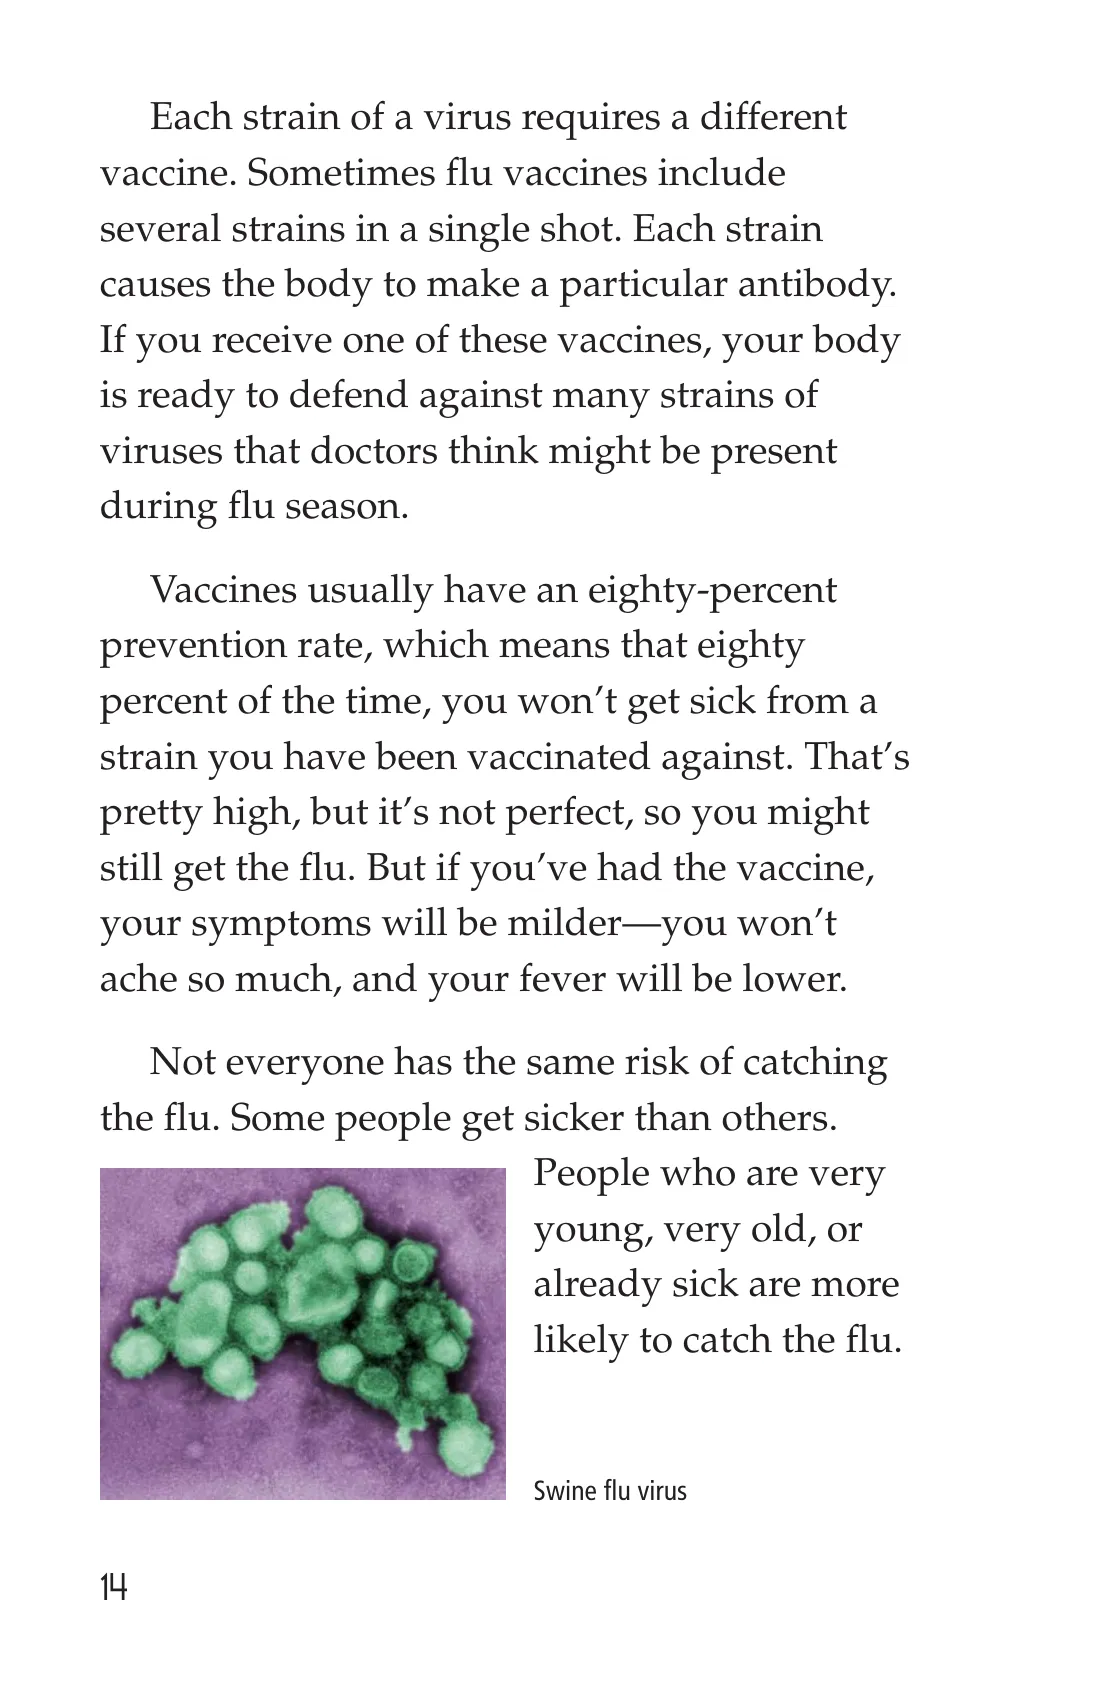 Each strain of a virus requires a different
vaccine. Sometimes flu vaccines include
several strains in a single shot. Each strain
causes the body to make a particular antibody.
If you receive one of these vaccines, your body
is ready to defend against many strains of
viruses that doctors think might be present
during flu season.
Vaccines usually have an eighty-percent
prevention rate, which means that eighty
percent of the time, you won’t get sick from a
strain you have been vaccinated against. That’s
pretty high, but it’s not perfect, so you might
still get the flu. But if you’ve had the vaccine,
your symptoms will be milder—you won’t
ache so much, and your fever will be lower.
Not everyone has the same risk of catching
the flu. Some people get sicker than others.
People who are very
young, very old, or
already sick are more
likely to catch the flu.
Swine flu virus
14